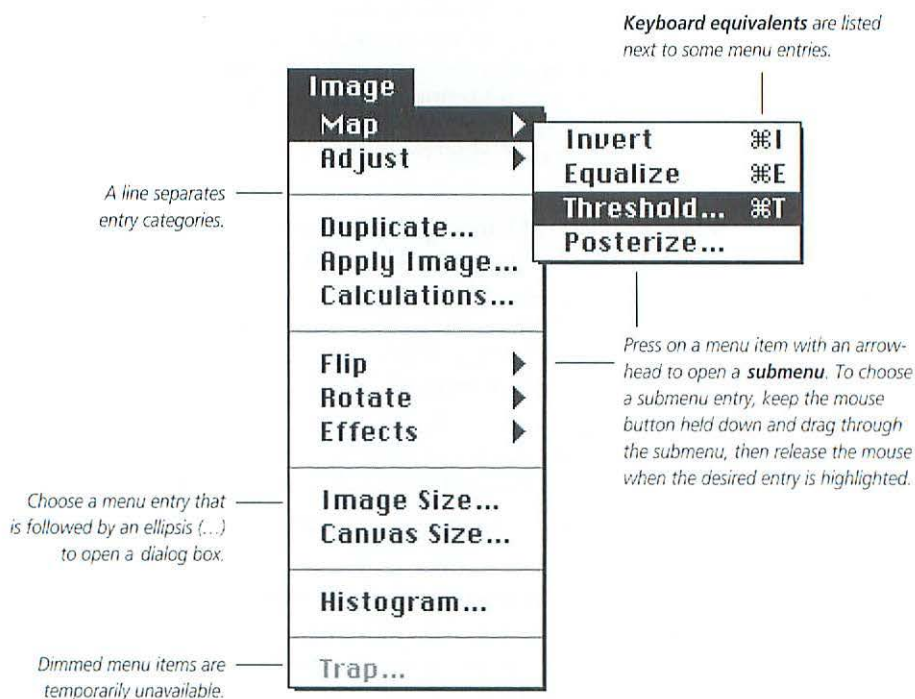 Keyboard equivalents are listed
next to some menu entries.
Image
Map
Adjust
Invert ⌘I
Equalize ⌘E
Threshold... ⌘T
Posterize...
A line separates
entry categories.
Duplicate...
Apply Image...
Calculations...
Flip
Rotate
Effects
Press on a menu item with an arrow-
head to open a submenu. To choose
a submenu entry, keep the mouse
button held down and drag through
the submenu, then release the mouse
when the desired entry is highlighted.
Choose a menu entry that
is followed by an ellipsis (...)
to open a dialog box.
Image Size...
Canvas Size...
Histogram...
Dimmed menu items are
temporarily unavailable.
Trap...